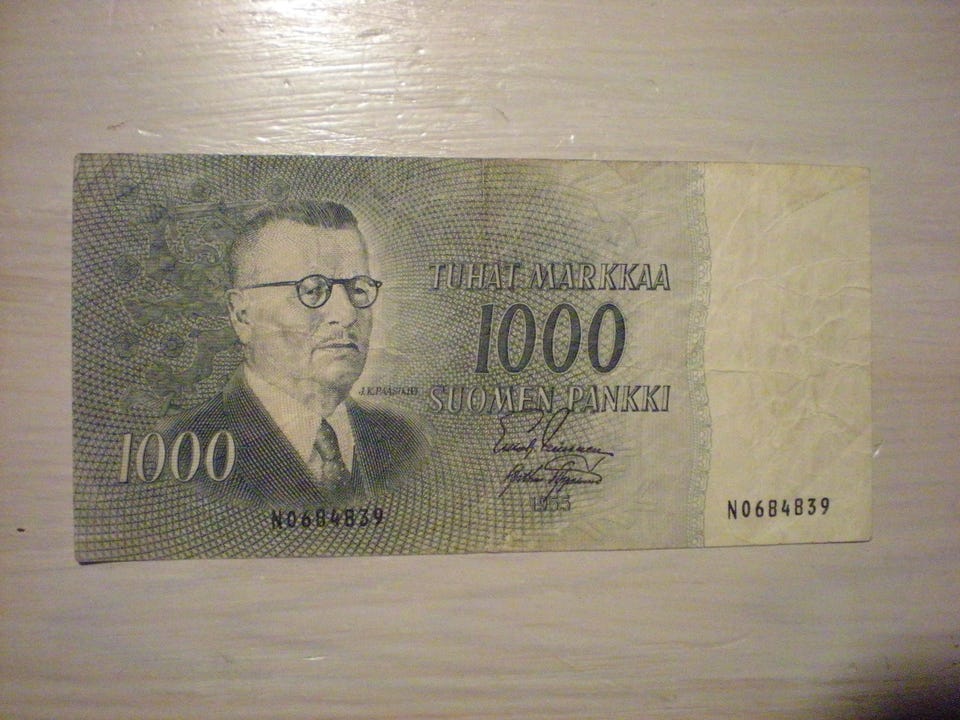 TUHAT MARKKAA
1000
J.K.PAASIKIVI
SUOMEN PANKKI
1000
1955
N0684839
N0684839